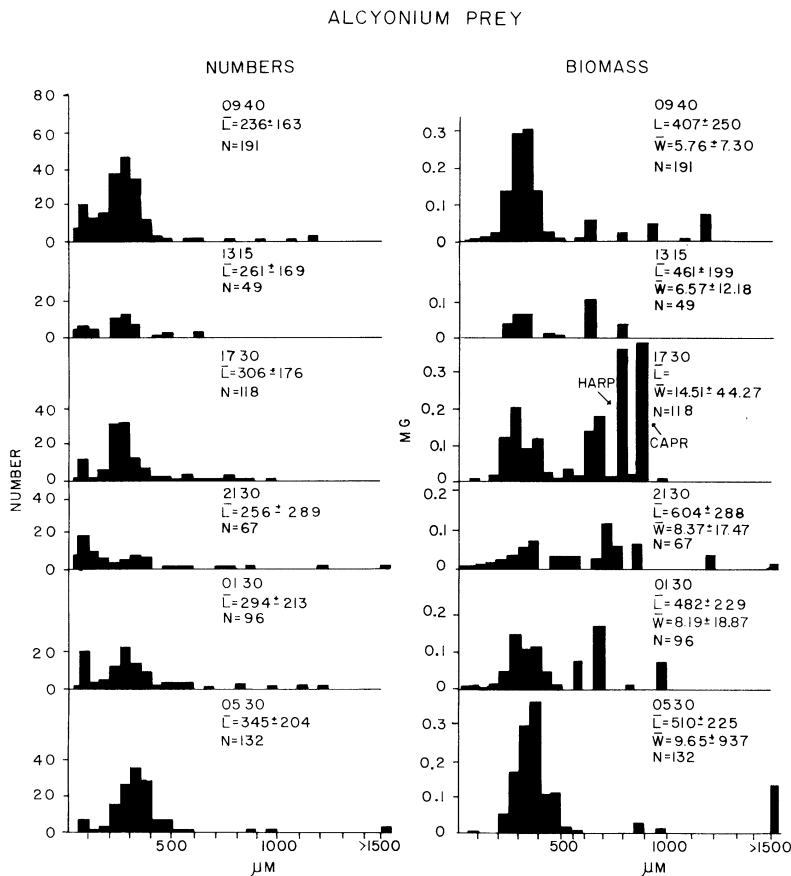 ALCYONIUM PREY
NUMBERS
80
60
40
20
0
0940
L̅=236±163
N=191
20
0
1315
L̅=261±169
N=49
40
20
0
1730
L̅=306±176
N=118
40
20
0
2130
L̅=256±289
N=67
20
0
0130
L̅=294±213
N=96
40
20
0
0530
L̅=345±204
N=132
NUMBER
500
1000
>1500
µM
BIOMASS
0.3
0.2
0.1
0
0940
L=407±250
W̅=5.76±7.30
N=191
0.1
0
1315
L̅=461±199
W̅=6.57±12.18
N=49
0.3
0.2
0.1
0
1730
L̅=
W̅=14.51±44.27
N=118
HARP
CAPR
0.2
0.1
0
2130
L̅=604±288
W̅=8.37±17.47
N=67
0.2
0.1
0
0130
L̅=482±229
W̅=8.19±18.87
N=96
0.3
0.2
0.1
0
0530
L̅=510±225
W̅=9.65±937
N=132
MG
500
1000
>1500
µM